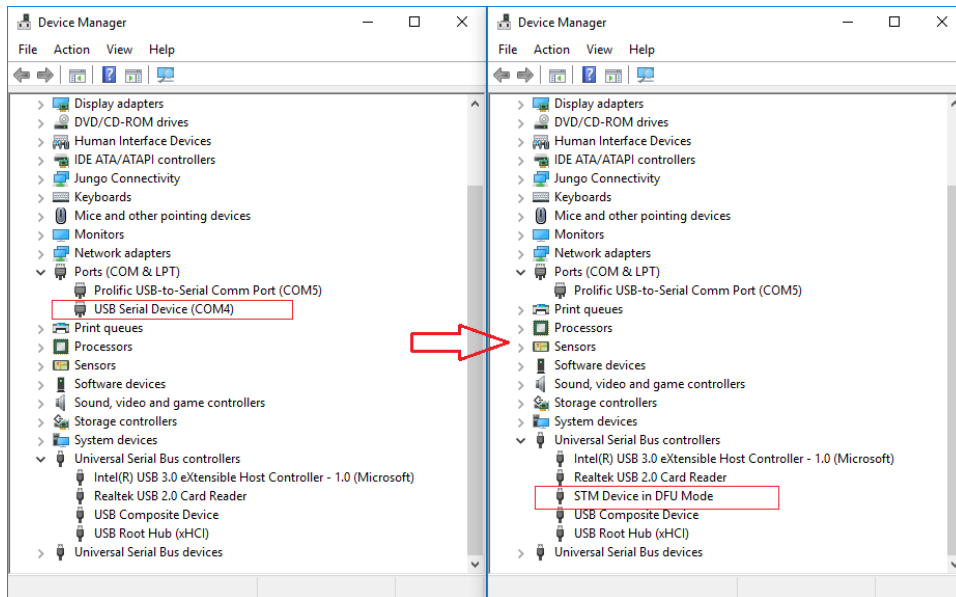 Device Manager
File Action View Help
Display adapters
DVD/CD-ROM drives
Human Interface Devices
IDE ATA/ATAPI controllers
Jungo Connectivity
Keyboards
Mice and other pointing devices
Monitors
Network adapters
Ports (COM & LPT)
Prolific USB-to-Serial Comm Port (COM5)
USB Serial Device (COM4)
Print queues
Processors
Sensors
Software devices
Sound, video and game controllers
Storage controllers
System devices
Universal Serial Bus controllers
Intel(R) USB 3.0 eXtensible Host Controller - 1.0 (Microsoft)
Realtek USB 2.0 Card Reader
USB Composite Device
USB Root Hub (xHCI)
Universal Serial Bus devices
Device Manager
File Action View Help
Display adapters
DVD/CD-ROM drives
Human Interface Devices
IDE ATA/ATAPI controllers
Jungo Connectivity
Keyboards
Mice and other pointing devices
Monitors
Network adapters
Ports (COM & LPT)
Prolific USB-to-Serial Comm Port (COM5)
Print queues
Processors
Sensors
Software devices
Sound, video and game controllers
Storage controllers
System devices
Universal Serial Bus controllers
Intel(R) USB 3.0 eXtensible Host Controller - 1.0 (Microsoft)
Realtek USB 2.0 Card Reader
STM Device in DFU Mode
USB Composite Device
USB Root Hub (xHCI)
Universal Serial Bus devices